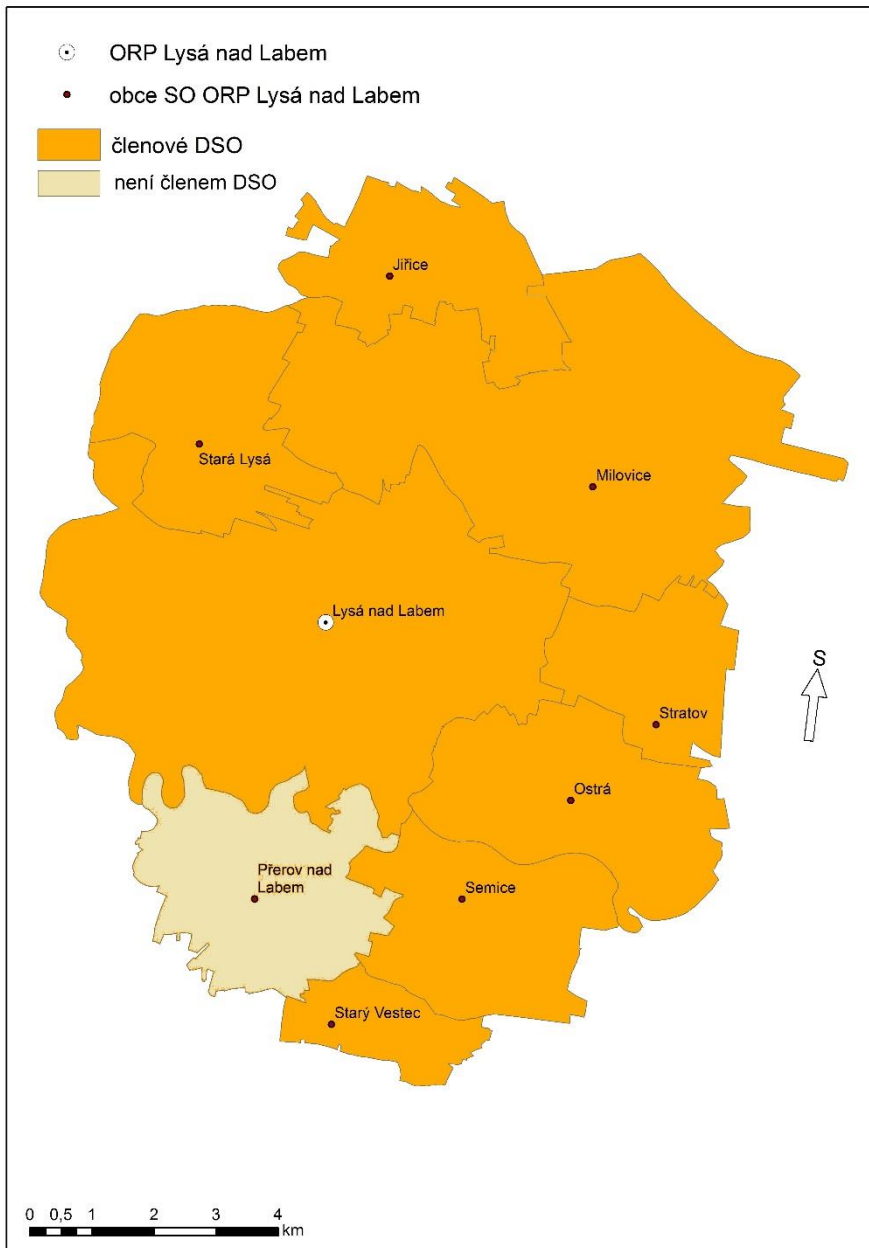 ORP Lysá nad Labem
obce SO ORP Lysá nad Labem
členové DSO
není členem DSO
Jiřice
Stará Lysá
Milovice
Lysá nad Labem
S
Stratov
Ostrá
Přerov nad
Labem
Semice
Starý Vestec
0 0,5 1 2 3 4
km